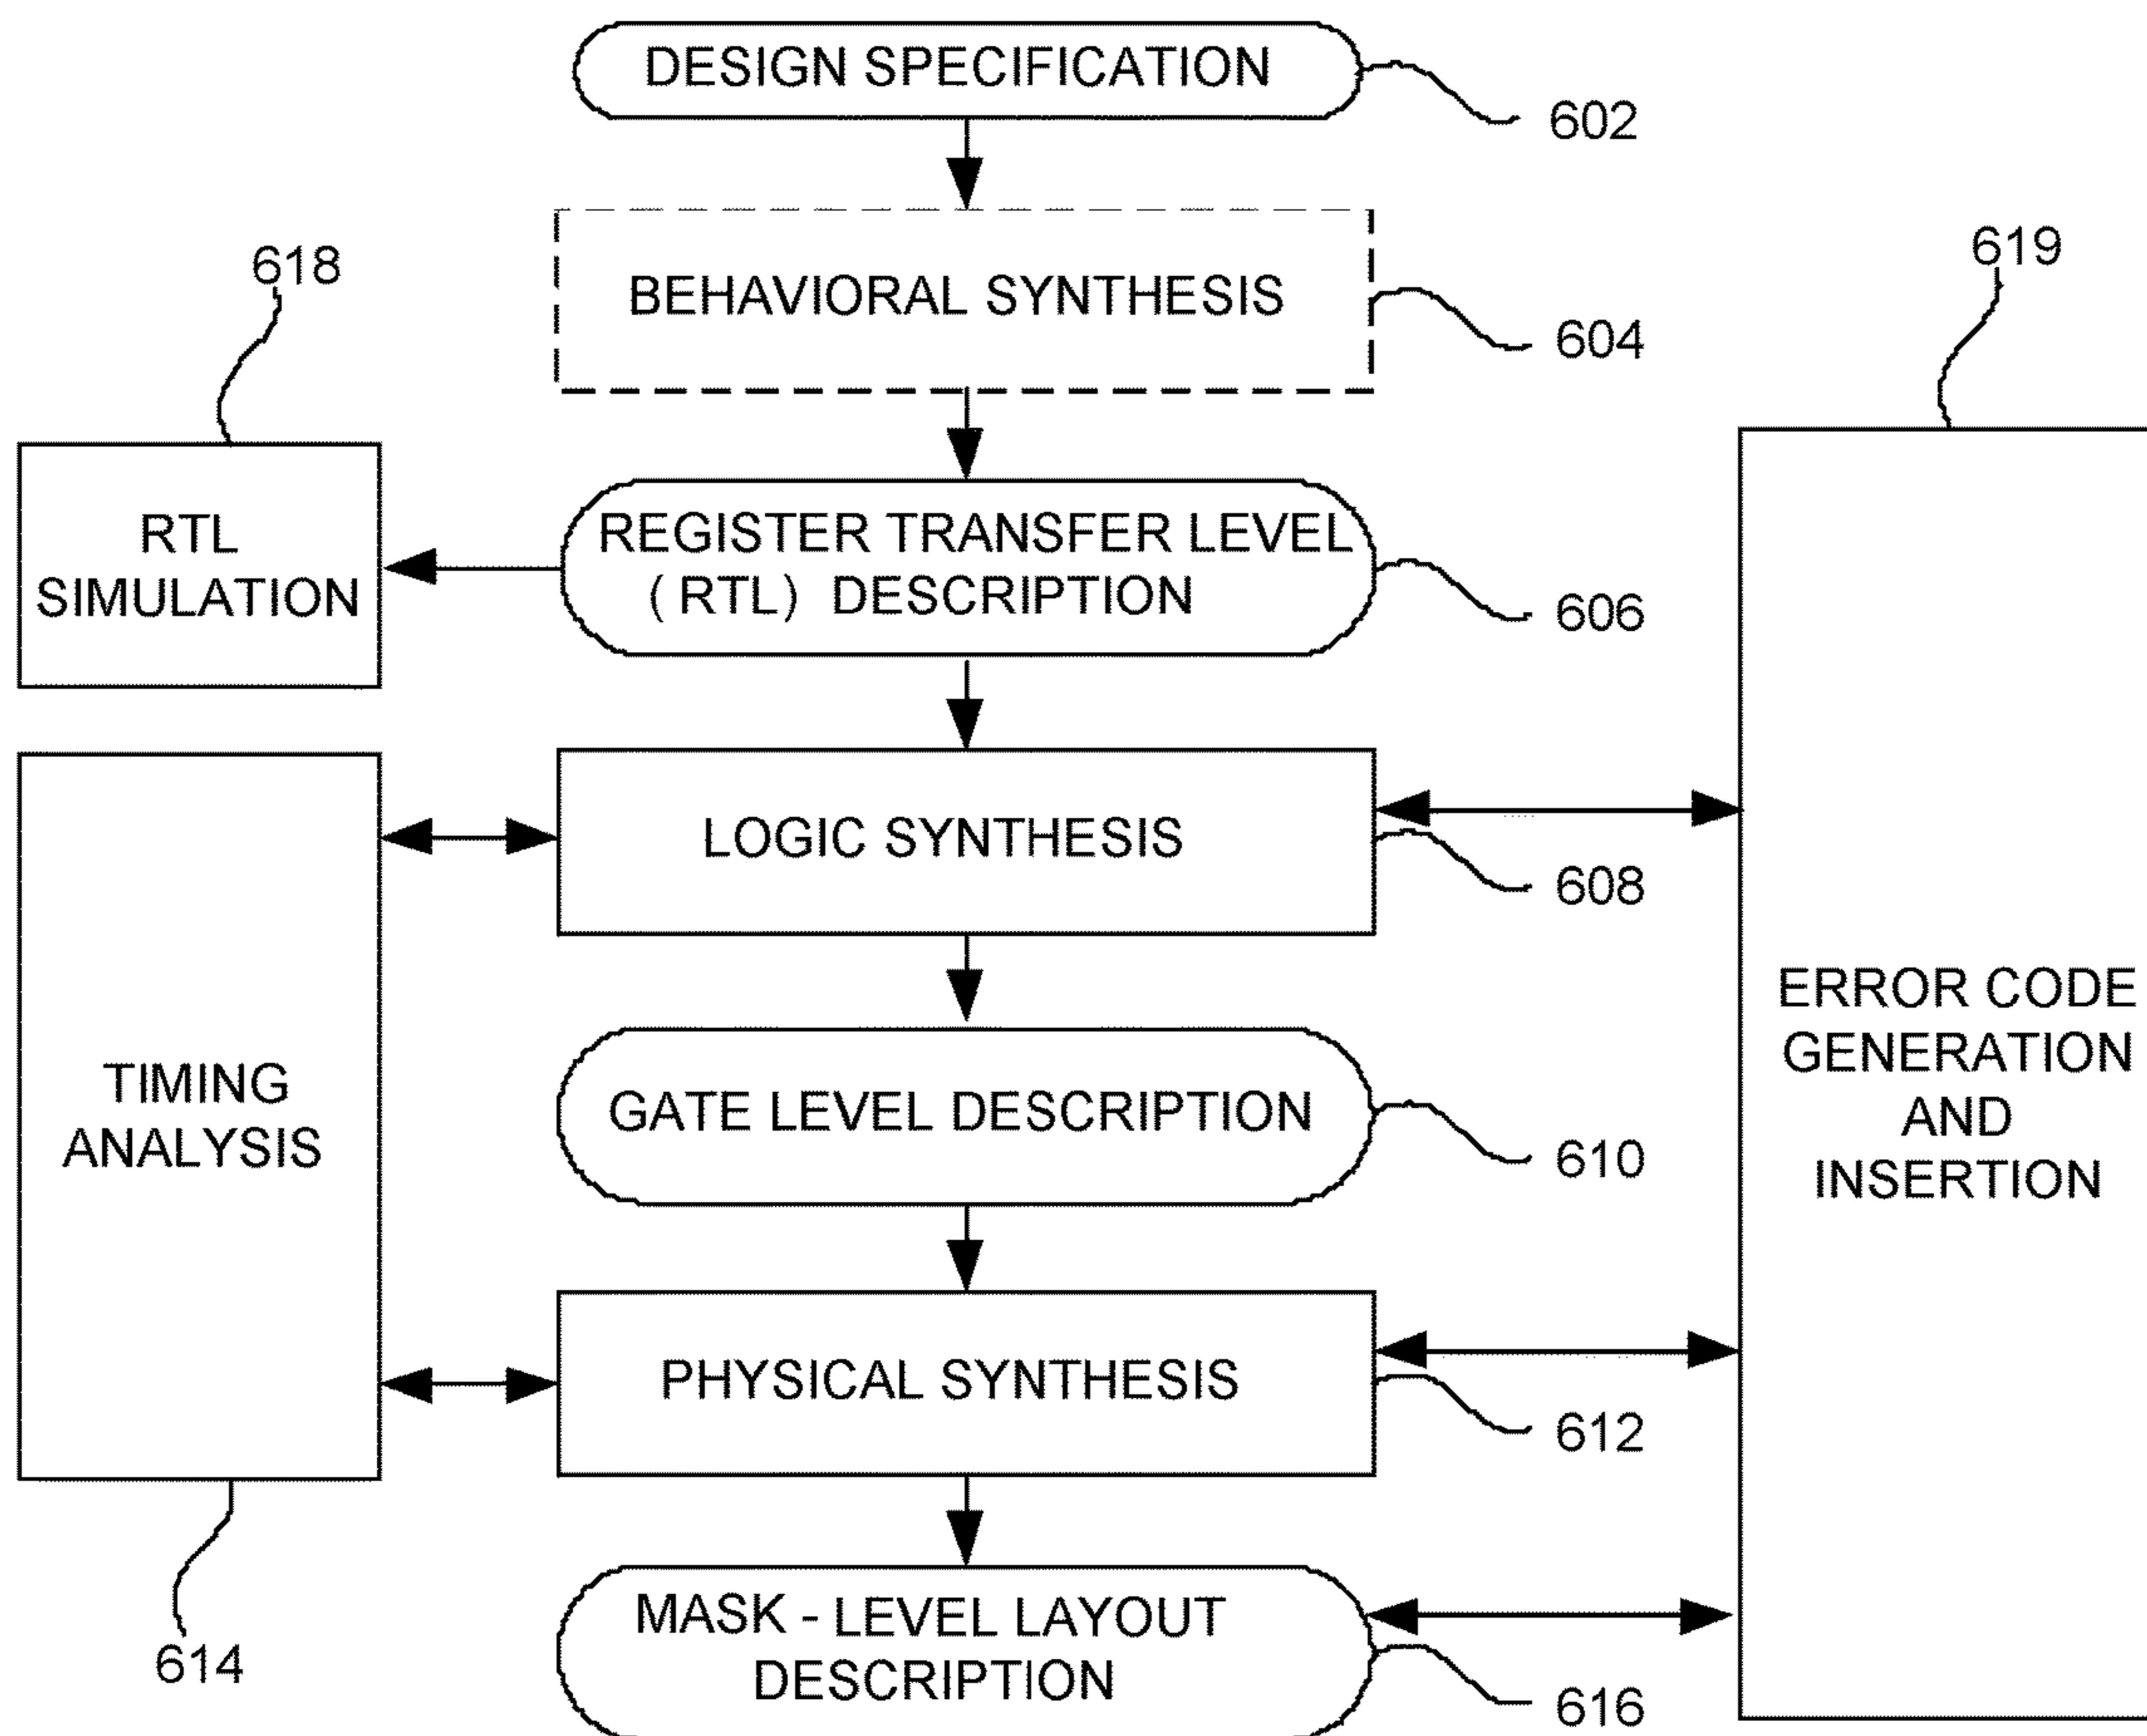 DESIGN SPECIFICATION
602
BEHAVIORAL SYNTHESIS
604
618
619
RTL
SIMULATION
REGISTER TRANSFER LEVEL
( RTL) DESCRIPTION
606
LOGIC SYNTHESIS
608
TIMING
ANALYSIS
GATE LEVEL DESCRIPTION
610
ERROR CODE
GENERATION
AND
INSERTION
PHYSICAL SYNTHESIS
612
614
MASK - LEVEL LAYOUT
DESCRIPTION
616